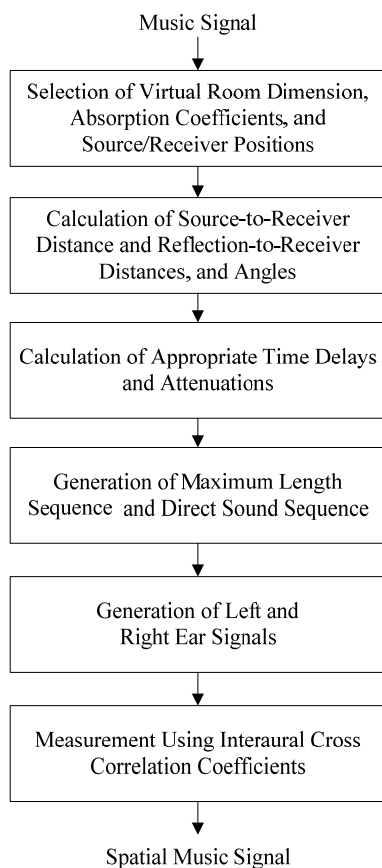 Music Signal
Selection of Virtual Room Dimension,
Absorption Coefficients, and
Source/Receiver Positions
Calculation of Source-to-Receiver
Distance and Reflection-to-Receiver
Distances, and Angles
Calculation of Appropriate Time Delays
and Attenuations
Generation of Maximum Length
Sequence and Direct Sound Sequence
Generation of Left and
Right Ear Signals
Measurement Using Interaural Cross
Correlation Coefficients
Spatial Music Signal